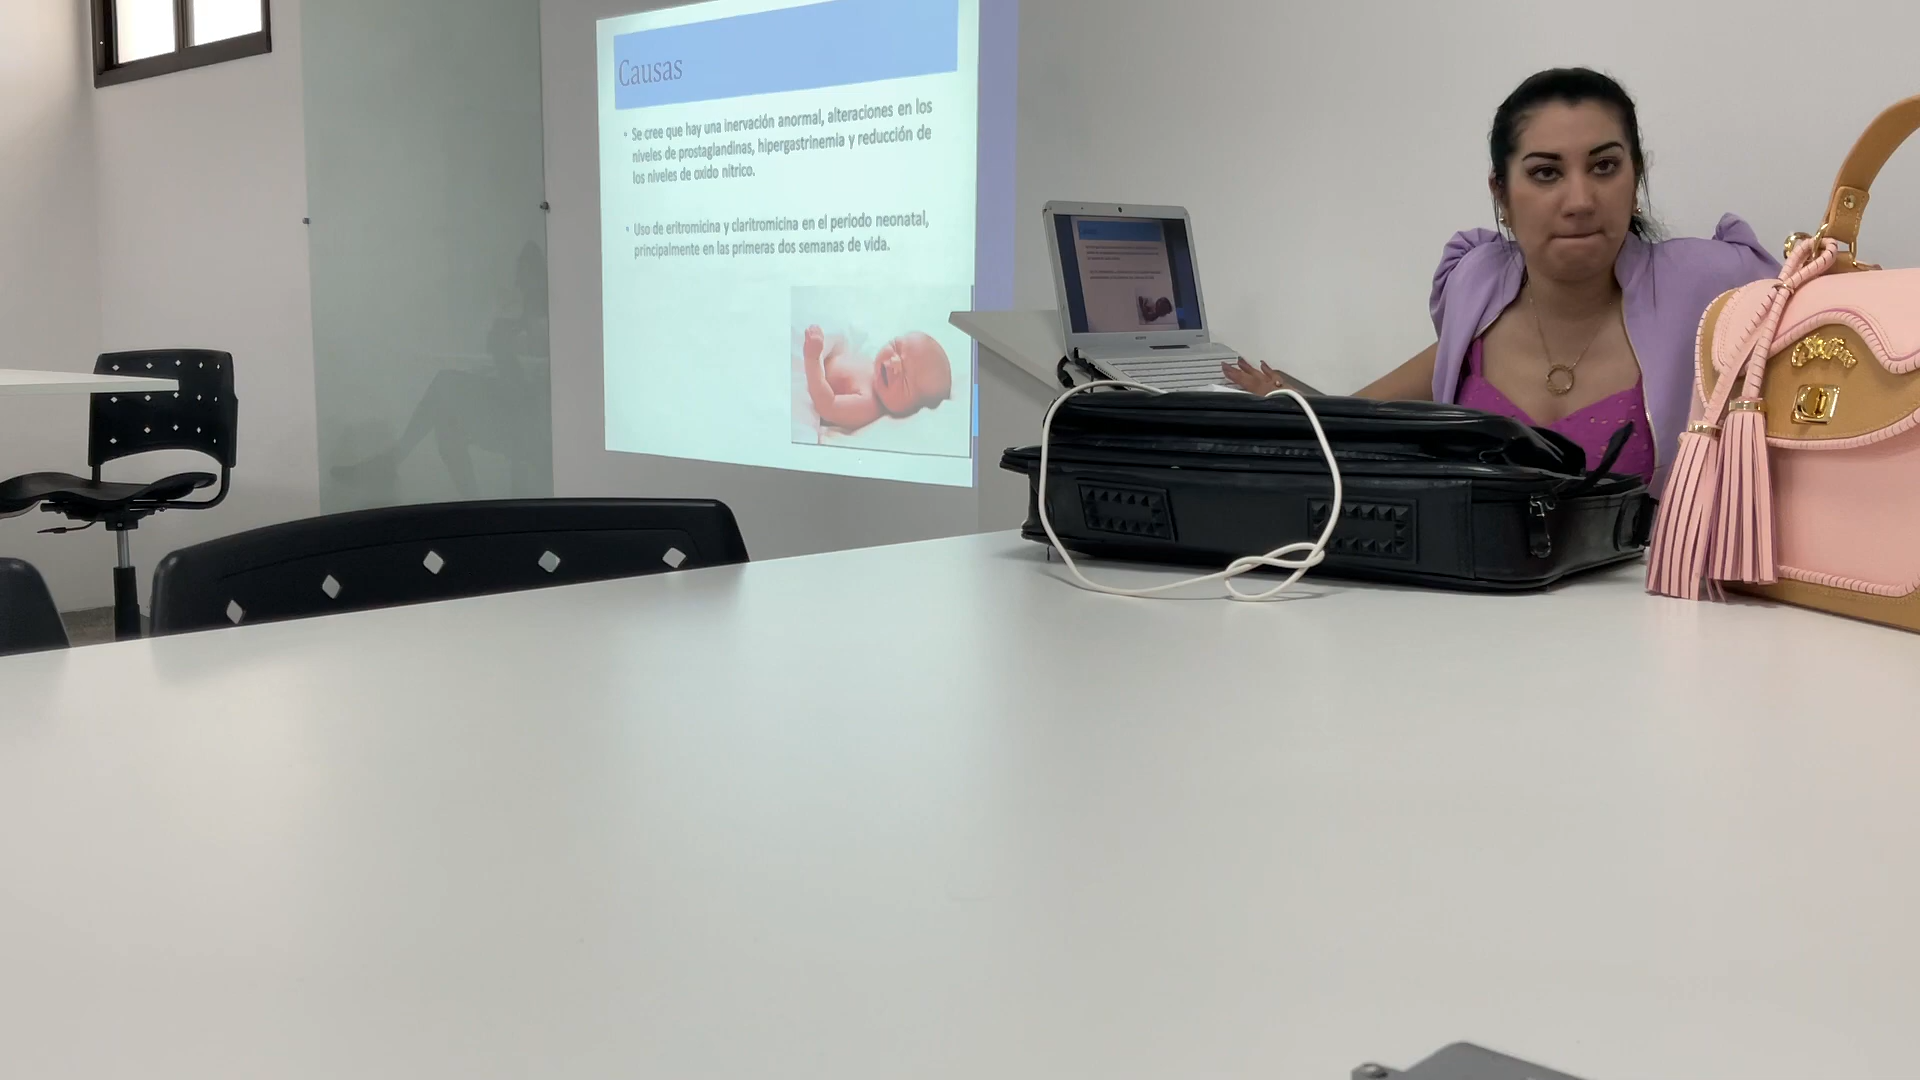 Causas
• Se cree que hay una inervación anormal, alteraciones en los
niveles de prostaglandinas, hipergastrinemia y reducción de
los niveles de oxido nítrico.
• Uso de eritromicina y claritromicina en el periodo neonatal,
principalmente en las primeras dos semanas de vida.